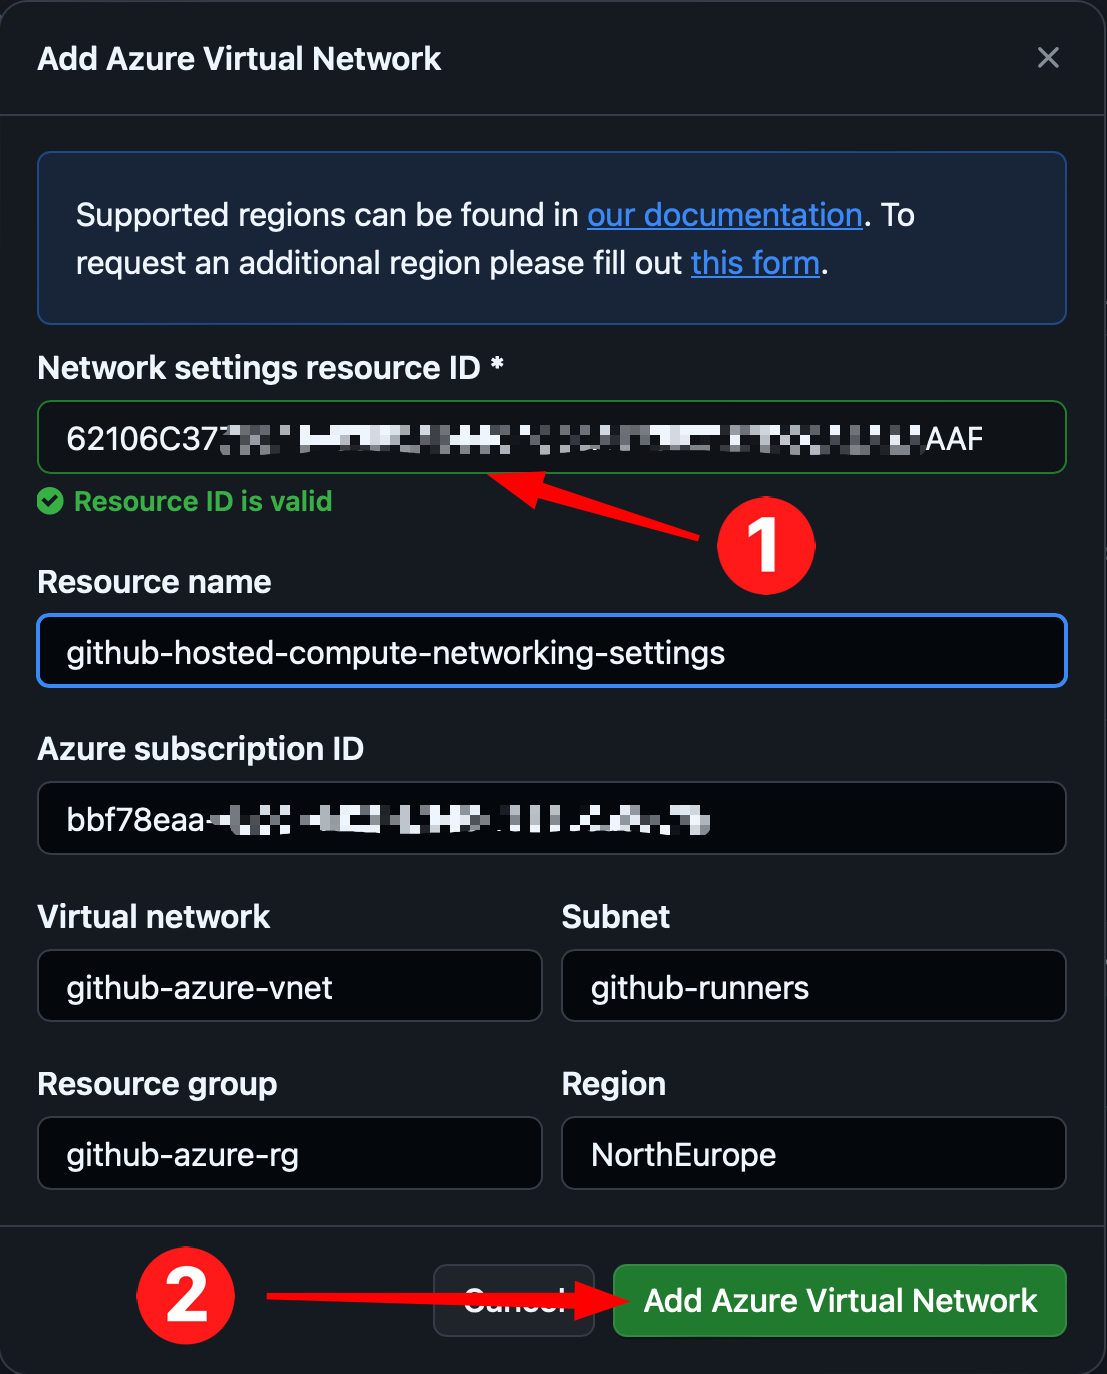 Add Azure Virtual Network
Supported regions can be found in our documentation. To
request an additional region please fill out this form.
Network settings resource ID *
62106C377 AAF
Resource ID is valid
1
Resource name
github-hosted-compute-networking-settings
Azure subscription ID
bbf78eaa-
Virtual network Subnet
github-azure-vnet github-runners
Resource group Region
github-azure-rg NorthEurope
2 Cancel Add Azure Virtual Network